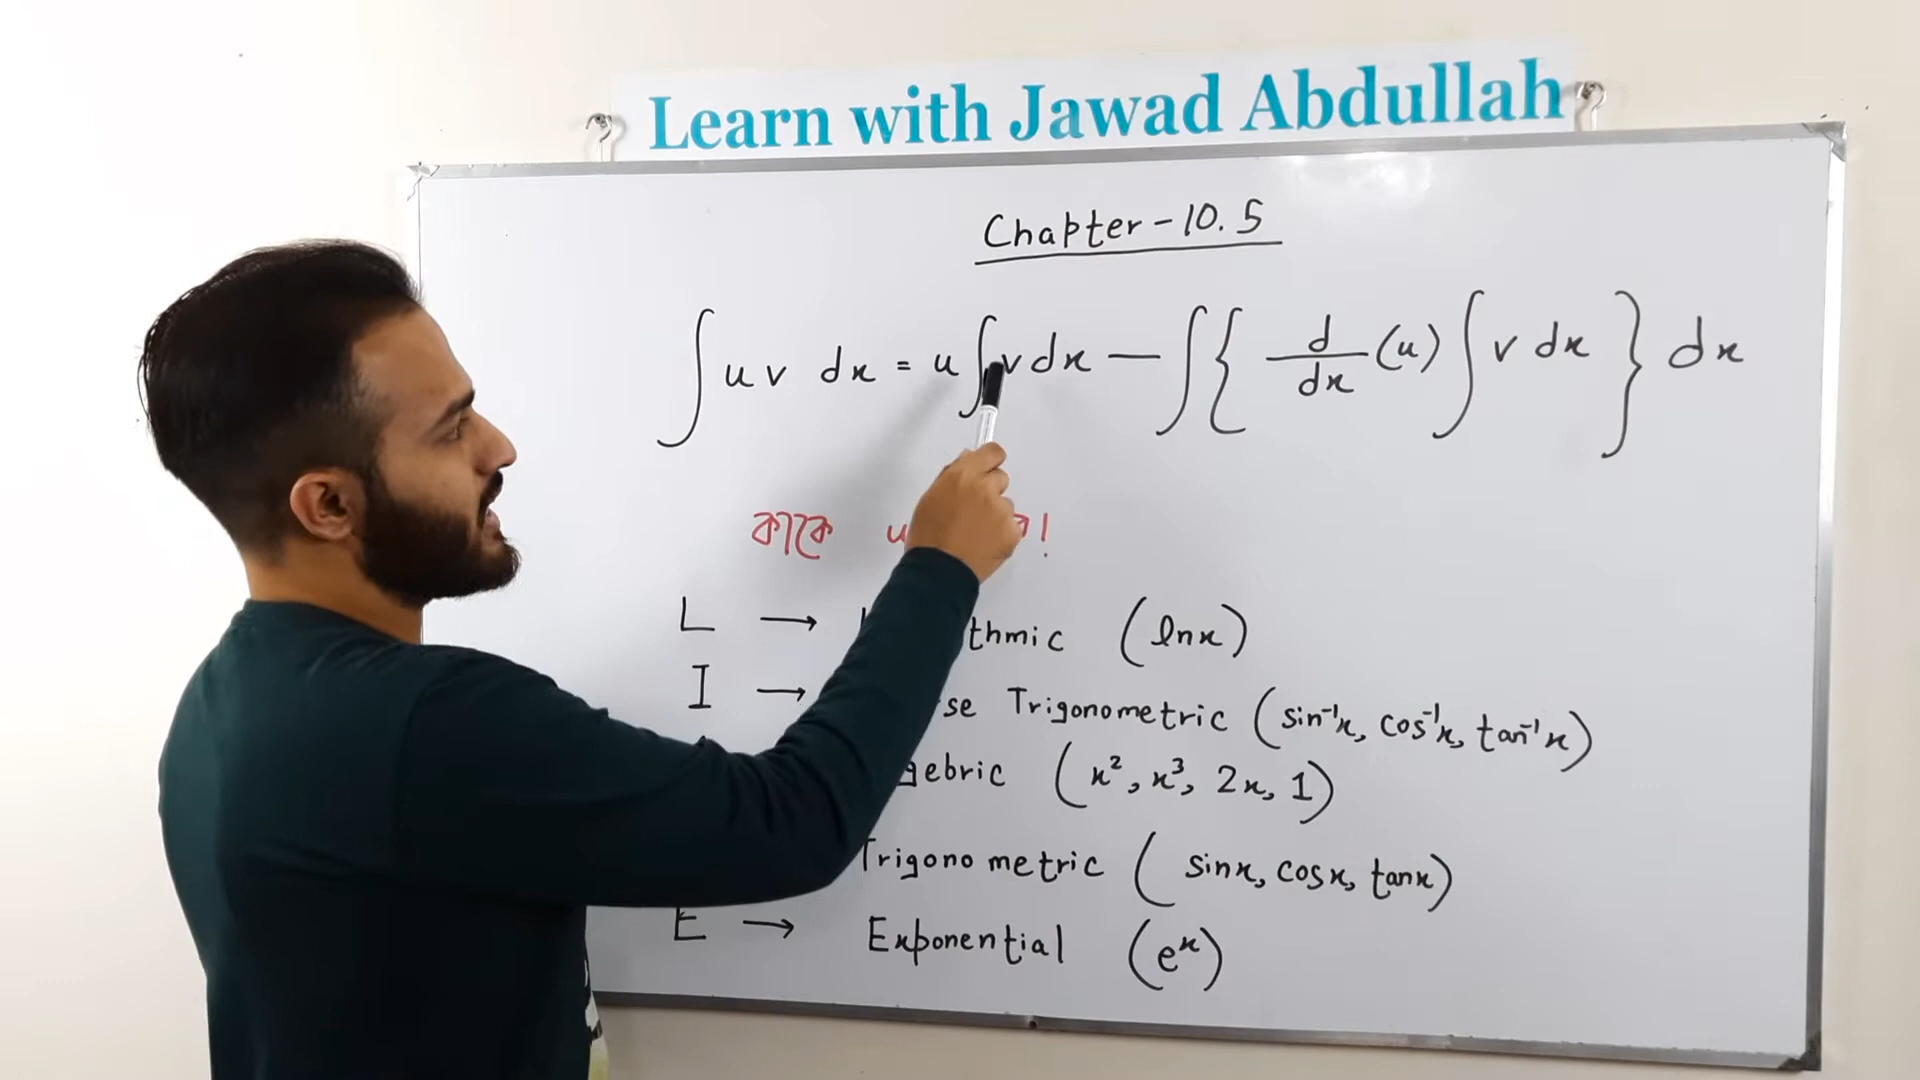 Learn with Jawad Abdullah
Chapter - 10.5
∫ u v dx = u ∫ v dx — ∫ { d/dx (u) ∫ v dx } dx
কাকে u !
L → thmic (lnx)
I → se Trigonometric (sin⁻¹x, cos⁻¹x, tan⁻¹x)
gebric (x², x³, 2x, 1)
Trigonometric (sinx, cosx, tanx)
E → Exponential (eˣ)